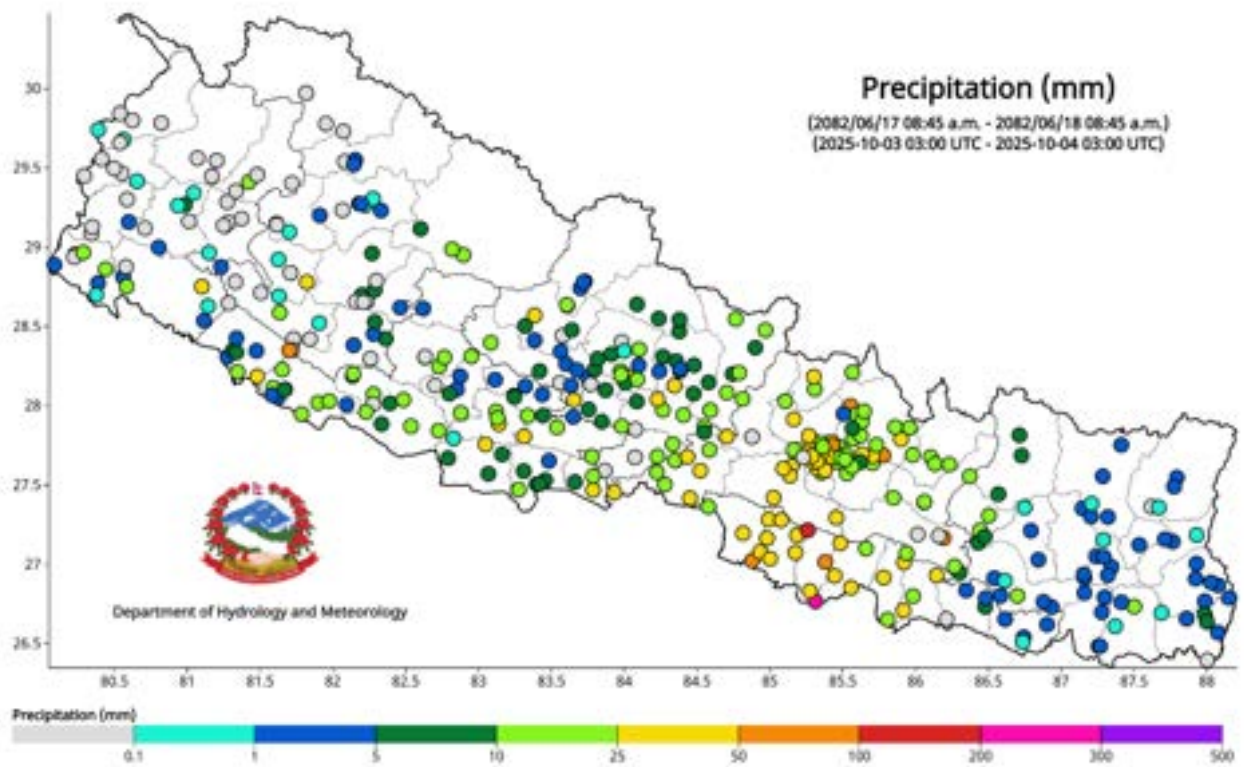 Precipitation (mm)
(2082/06/17 08:45 a.m. - 2082/06/18 08:45 a.m.)
(2025-10-03 03:00 UTC - 2025-10-04 03:00 UTC)
30
29.5
29
28.5
28
27.5
27
26.5
Department of Hydrology and Meteorology
80.5 81 81.5 82 82.5 83 83.5 84 84.5 85 85.5 86 86.5 87 87.5 88
Precipitation (mm)
0.1 1 5 10 25 50 100 200 300 500